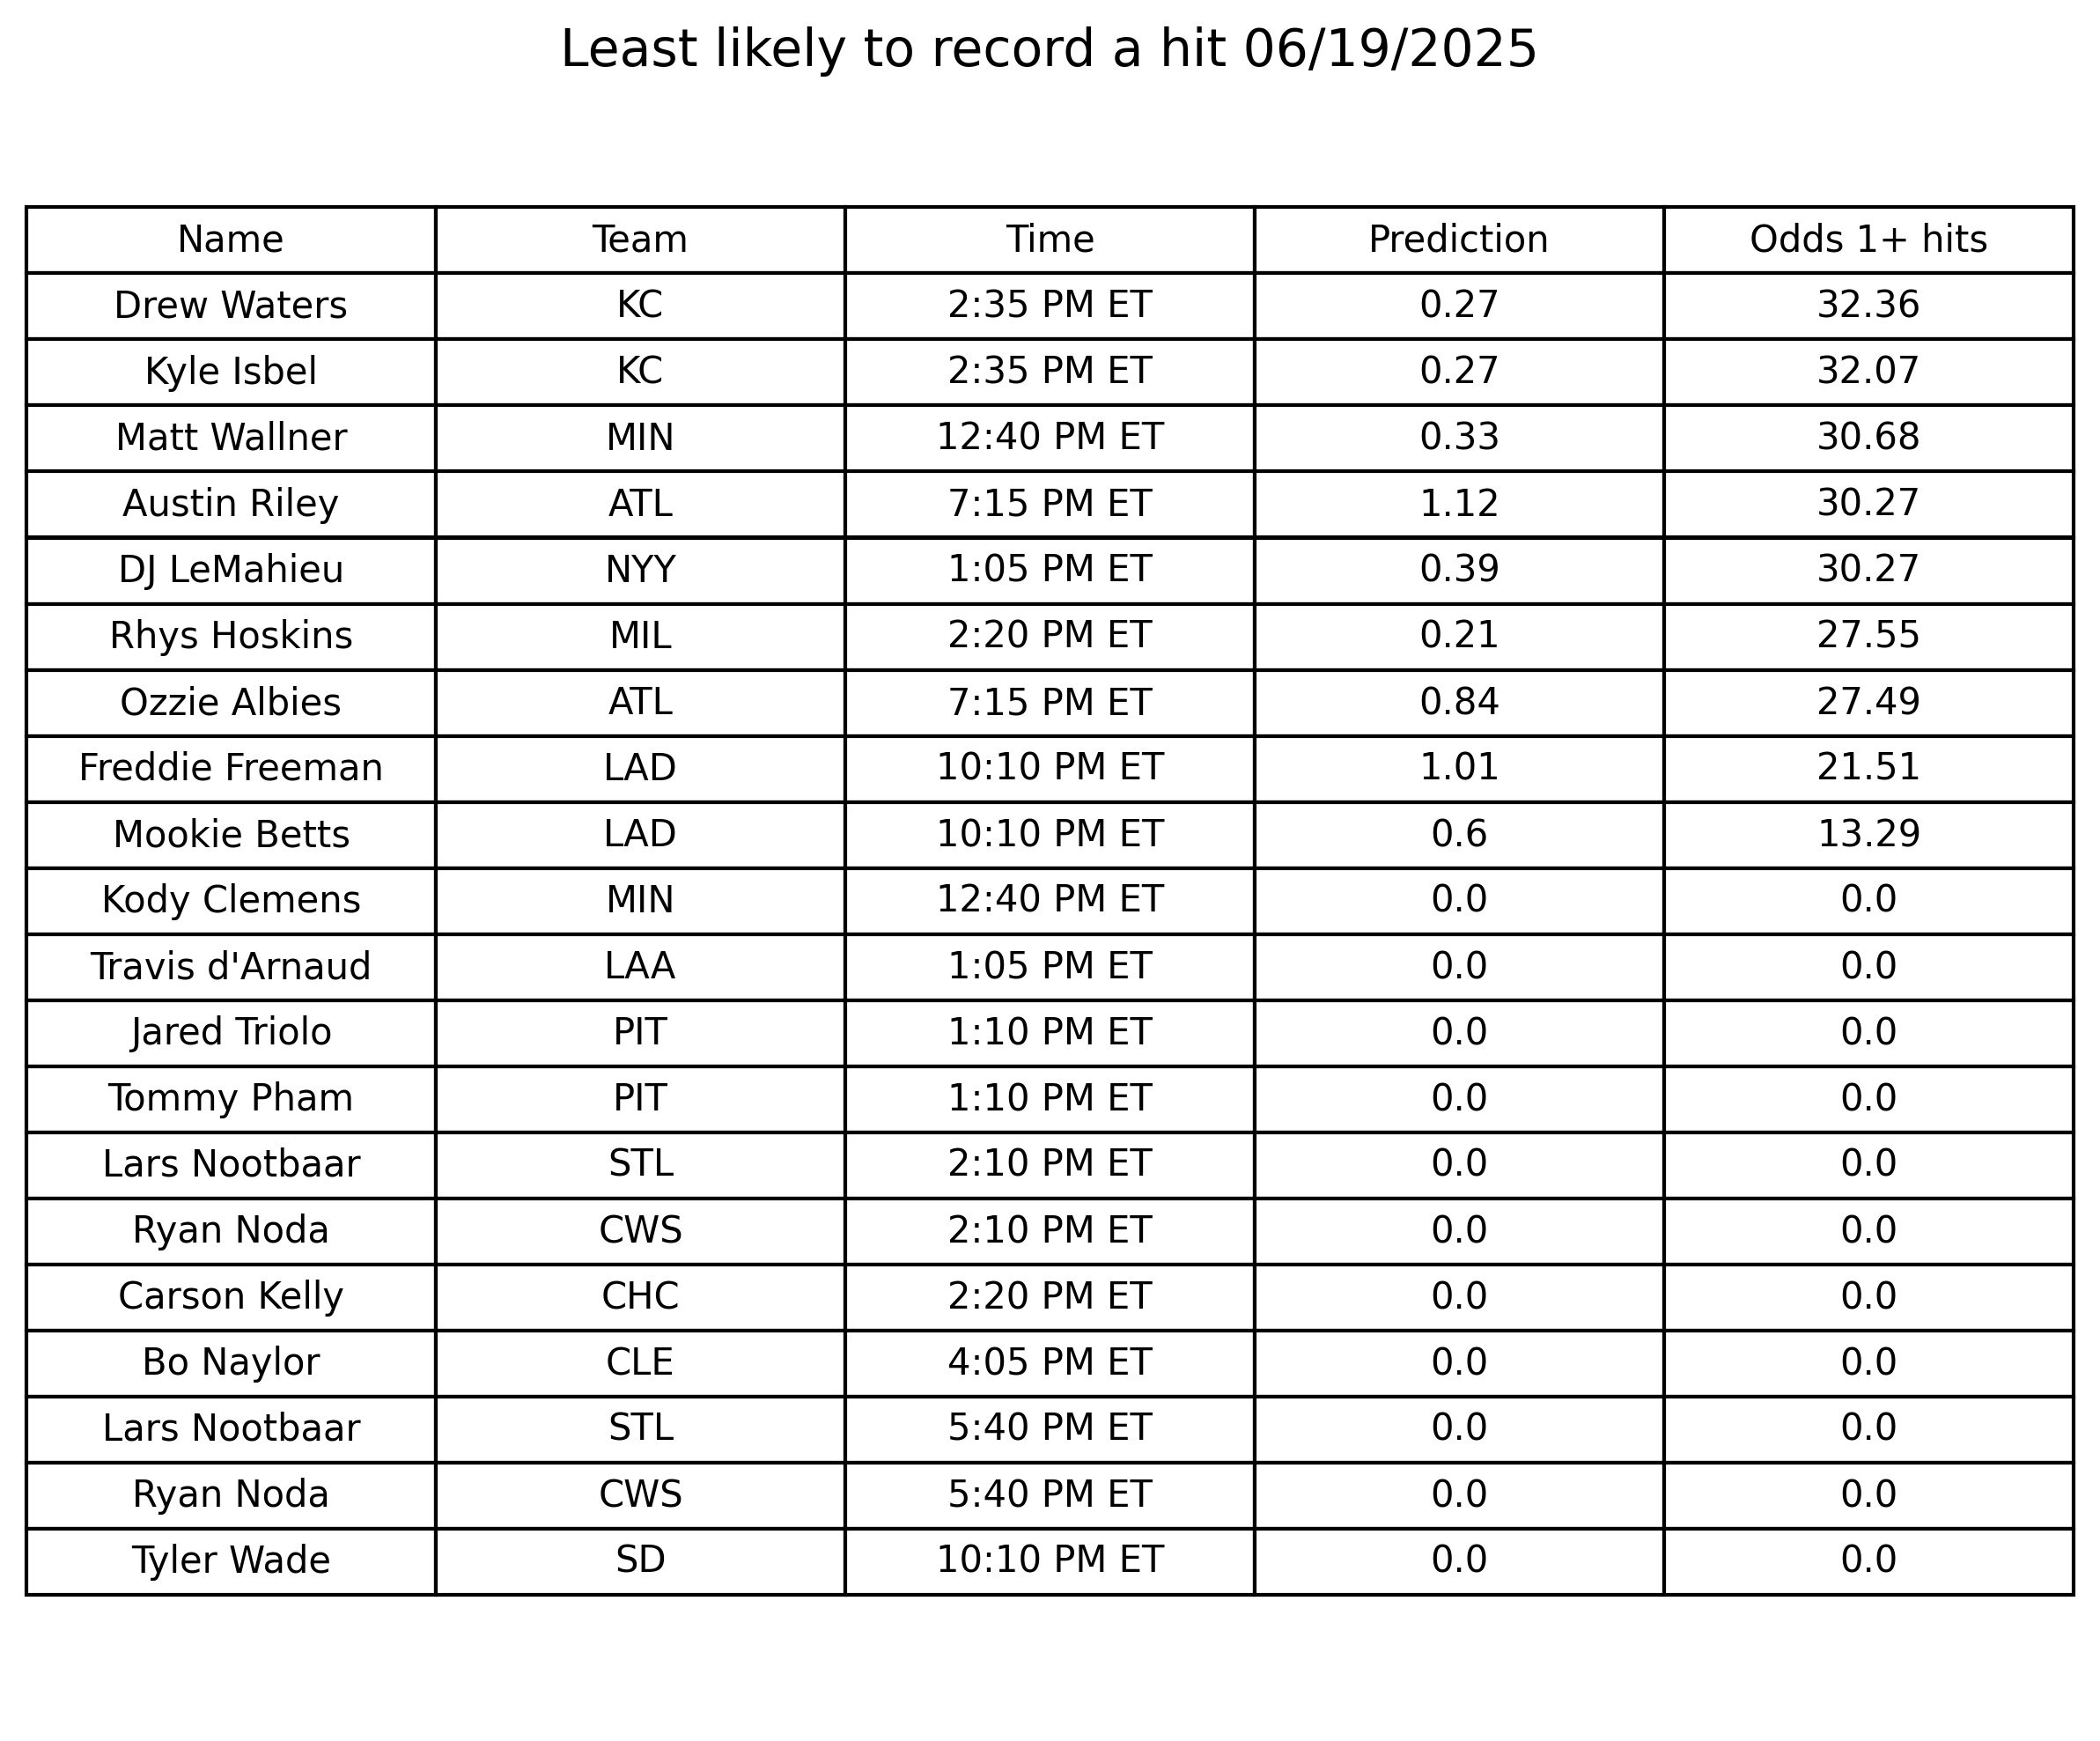 Least likely to record a hit 06/19/2025
Name Team Time Prediction Odds 1+ hits
Drew Waters KC 2:35 PM ET 0.27 32.36
Kyle Isbel KC 2:35 PM ET 0.27 32.07
Matt Wallner MIN 12:40 PM ET 0.33 30.68
Austin Riley ATL 7:15 PM ET 1.12 30.27
DJ LeMahieu NYY 1:05 PM ET 0.39 30.27
Rhys Hoskins MIL 2:20 PM ET 0.21 27.55
Ozzie Albies ATL 7:15 PM ET 0.84 27.49
Freddie Freeman LAD 10:10 PM ET 1.01 21.51
Mookie Betts LAD 10:10 PM ET 0.6 13.29
Kody Clemens MIN 12:40 PM ET 0.0 0.0
Travis d'Arnaud LAA 1:05 PM ET 0.0 0.0
Jared Triolo PIT 1:10 PM ET 0.0 0.0
Tommy Pham PIT 1:10 PM ET 0.0 0.0
Lars Nootbaar STL 2:10 PM ET 0.0 0.0
Ryan Noda CWS 2:10 PM ET 0.0 0.0
Carson Kelly CHC 2:20 PM ET 0.0 0.0
Bo Naylor CLE 4:05 PM ET 0.0 0.0
Lars Nootbaar STL 5:40 PM ET 0.0 0.0
Ryan Noda CWS 5:40 PM ET 0.0 0.0
Tyler Wade SD 10:10 PM ET 0.0 0.0